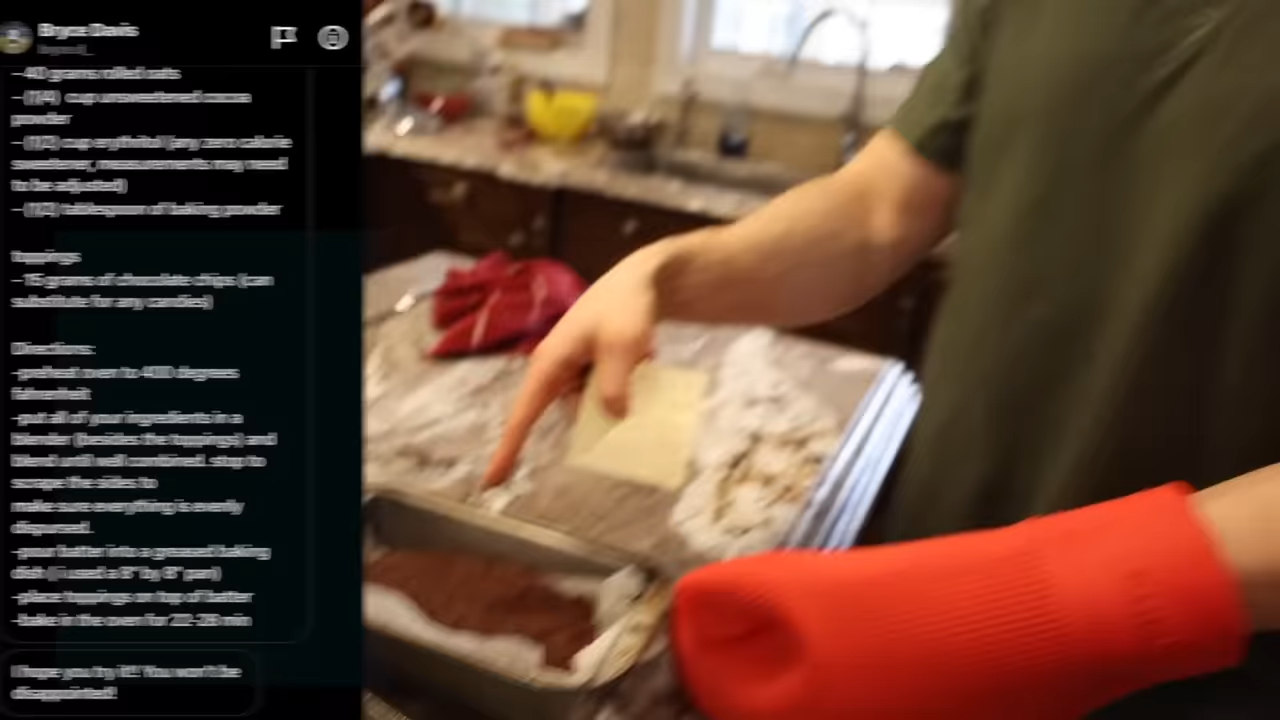 Bryce Davis
-40 grams rolled oats
-(1/4) cup unsweetened cocoa
powder
-(1/2) cup erythritol (any zero calorie
sweetener, measurements may need
to be adjusted)
-(1/2) tablespoon of baking powder
toppings
-15 grams of chocolate chips (can
substitute for any candies)
Directions:
-preheat oven to 400 degrees
fahrenheit
-put all of your ingredients in a
blender (besides the toppings) and
blend until well combined. stop to
scrape the sides to
make sure everything is evenly
dispersed.
-pour batter into a greased baking
dish (i used a 8" by 8" pan)
-place toppings on top of batter
-bake in the oven for 22-28 min
I hope you try it! You won't be
disappointed!